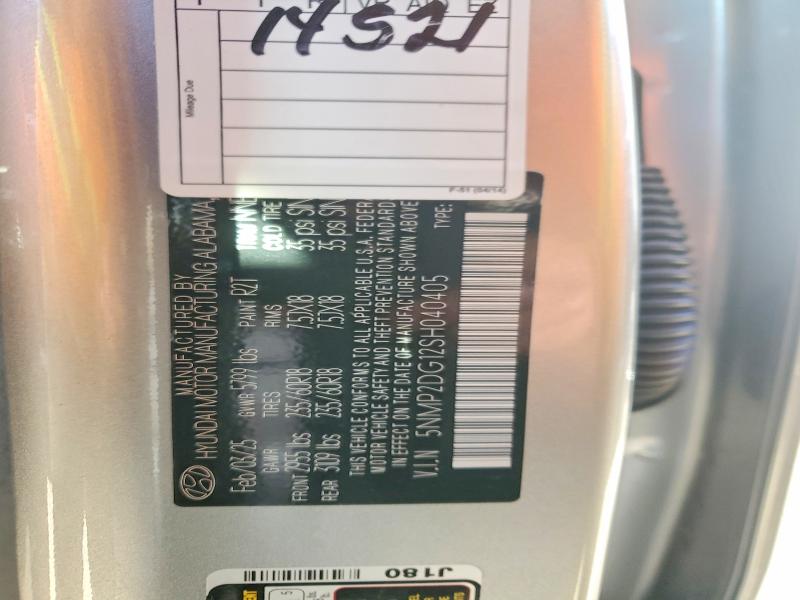 14521
Mileage Due
F-51 (04/14)
MANUFACTURED BY
HYUNDAI MOTOR MANUFACTURING ALABAMA,
Feb/03/25 GVWR 5799 lbs PAINT R2T
GAWR TIRES RIMS COLD TIRE
FRONT 2955 lbs 235/60R18 7.5JX18 35 psi SIN
REAR 3109 lbs 235/60R18 7.5JX18 35 psi SIN
THIS VEHICLE CONFORMS TO ALL APPLICABLE U.S.A. FEDER
MOTOR VEHICLE SAFETY AND THEFT PREVENTION STANDARD
IN EFFECT ON THE DATE OF MANUFACTURE SHOWN ABOVE
V.I.N 5NMP2DG12SH040405 TYPE:
J180